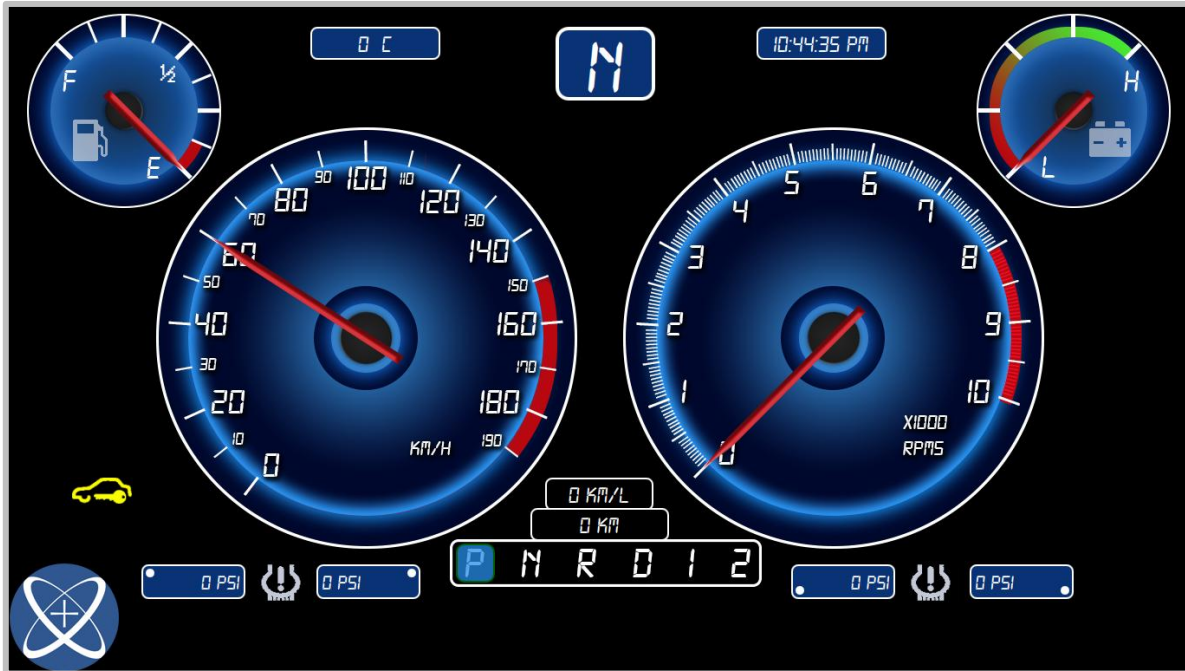 0 C
N
10:44:35 PM
F
½
E
H
L
- +
0
10
20
30
40
50
60
70
80
90
100
110
120
130
140
150
160
170
180
190
KM/H
0
1
2
3
4
5
6
7
8
9
10
X1000
RPMS
0 KM/L
0 KM
P N R D 1 2
0 PSI
0 PSI
0 PSI
0 PSI